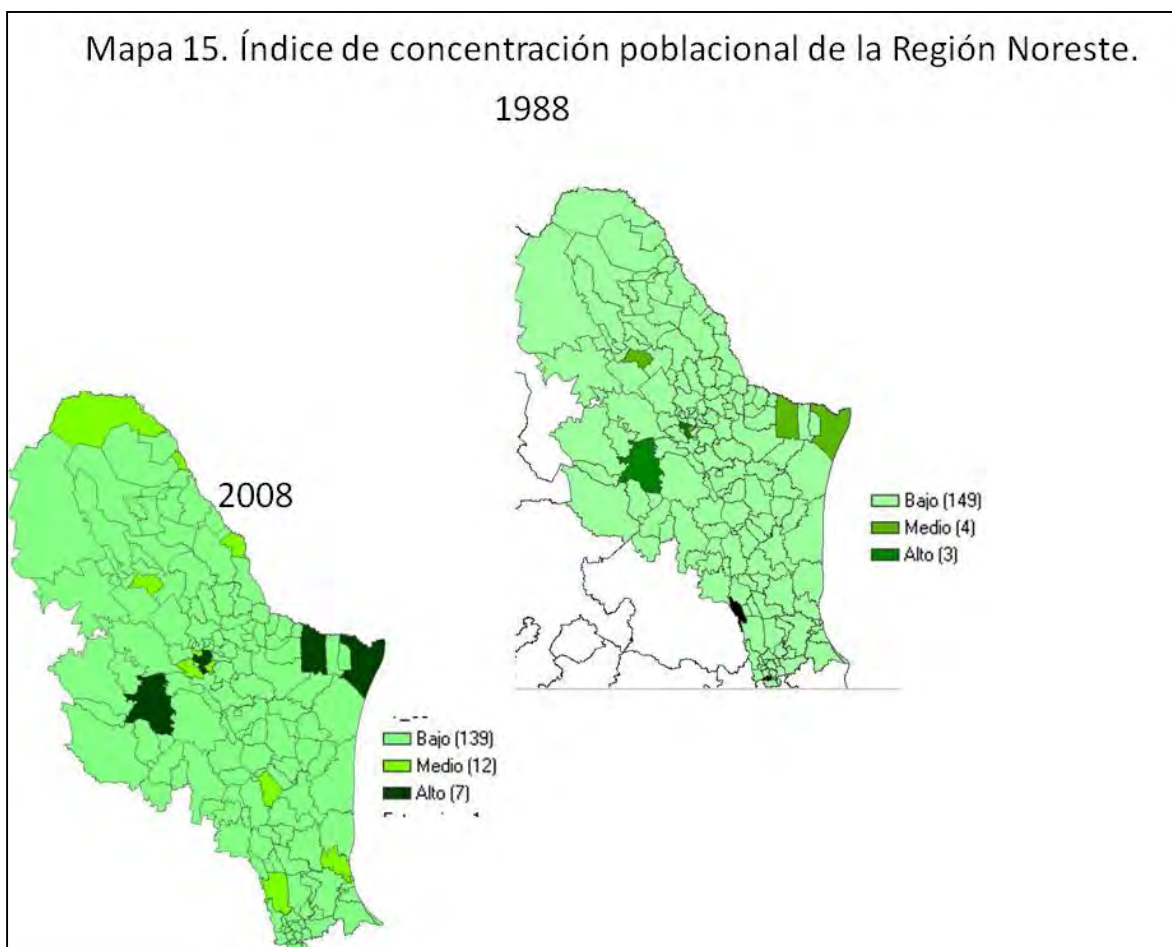 Mapa 15. Índice de concentración poblacional de la Región Noreste.
1988
Bajo (149)
Medio (4)
Alto (3)
2008
Bajo (139)
Medio (12)
Alto (7)